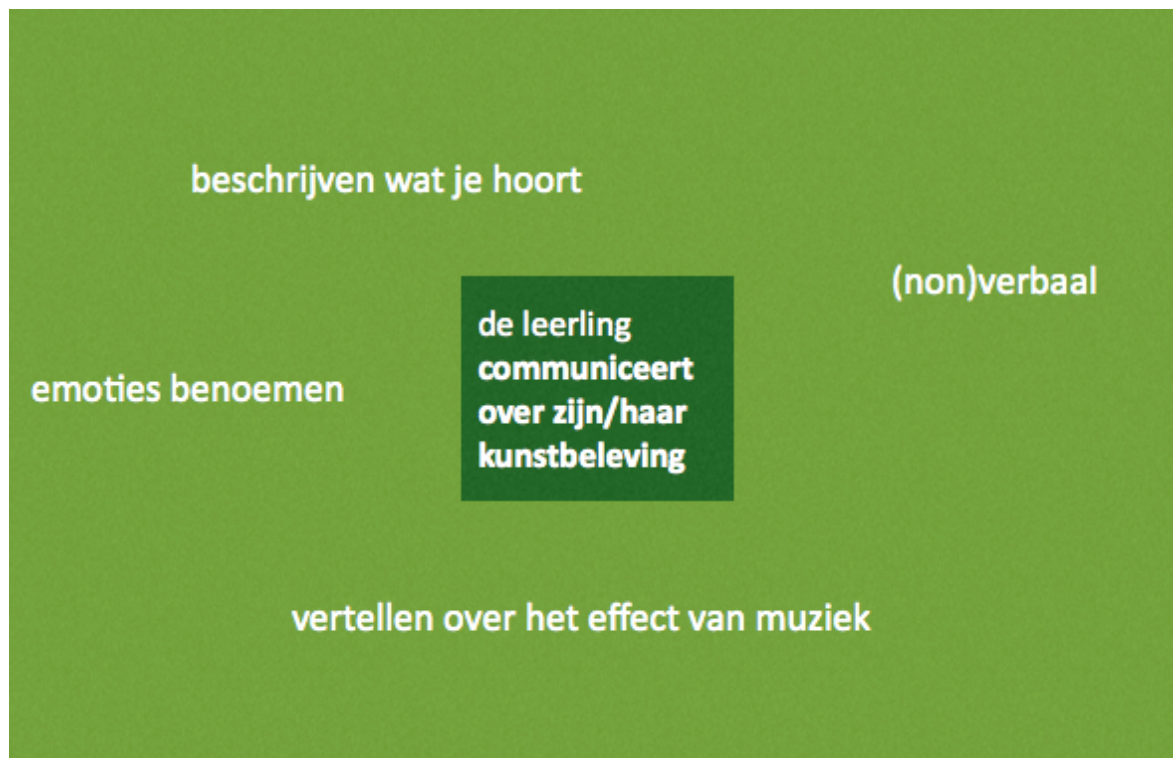 beschrijven wat je hoort
(non)verbaal
de leerling
communiceert
over zijn/haar
kunstbeleving
emoties benoemen
vertellen over het effect van muziek